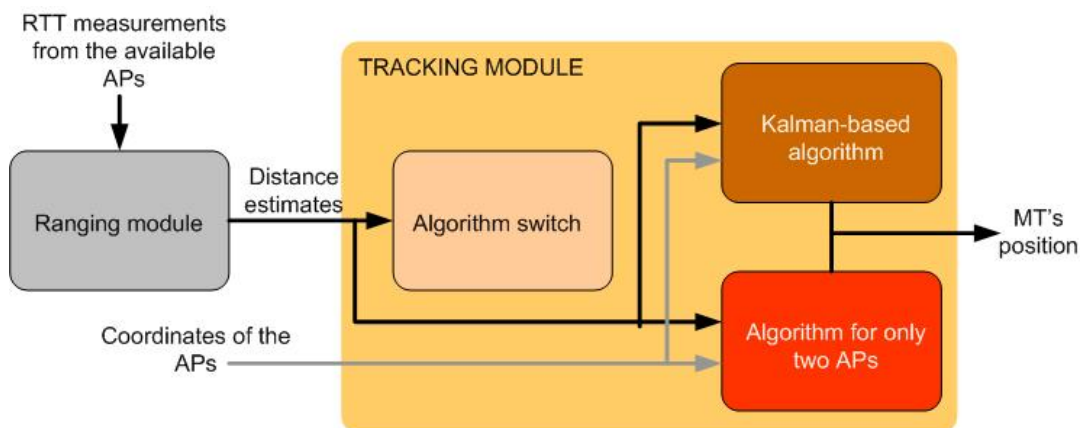 RTT measurements
from the available
APs
TRACKING MODULE
Kalman-based
algorithm
Distance
estimates
Ranging module
Algorithm switch
MT's
position
Coordinates of the
APs
Algorithm for only
two APs